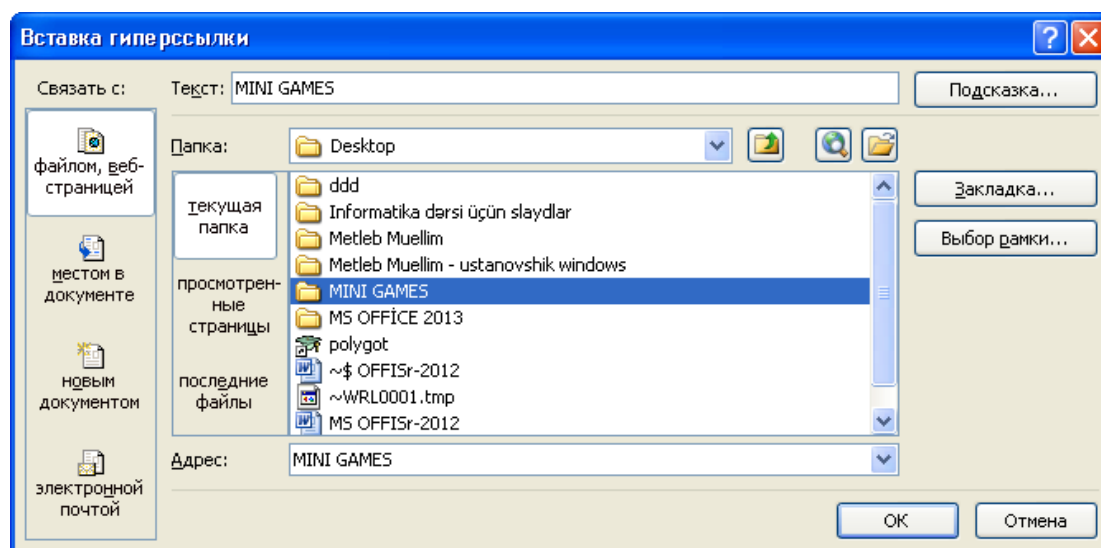 Вставка гиперссылки
Связать с:
Текст: MINI GAMES
Подсказка...
файлом, веб-
страницей
местом в
документе
новым
документом
электронной
почтой
Папка: Desktop
текущая
папка
просмотрен-
ные
страницы
последние
файлы
ddd
Informatika dərsi üçün slaydlar
Metleb Muellim
Metleb Muellim - ustanovshik windows
MINI GAMES
MS OFFİCE 2013
polygot
~$ OFFISr-2012
~WRL0001.tmp
MS OFFISr-2012
Закладка...
Выбор рамки...
Адрес: MINI GAMES
ОК
Отмена